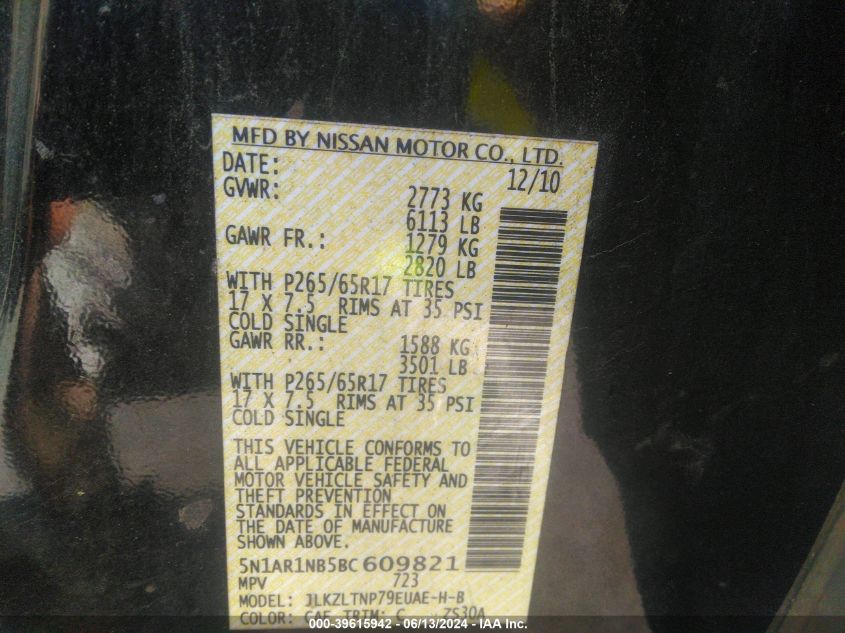 MFD BY NISSAN MOTOR CO., LTD.
DATE: 12/10
GVWR: 2773 KG
6113 LB
GAWR FR.: 1279 KG
2820 LB
WITH P265/65R17 TIRES
17 X 7.5 RIMS AT 35 PSI
COLD SINGLE
GAWR RR.: 1588 KG
3501 LB
WITH P265/65R17 TIRES
17 X 7.5 RIMS AT 35 PSI
COLD SINGLE
THIS VEHICLE CONFORMS TO
ALL APPLICABLE FEDERAL
MOTOR VEHICLE SAFETY AND
THEFT PREVENTION
STANDARDS IN EFFECT ON
THE DATE OF MANUFACTURE
SHOWN ABOVE.
5N1AR1NB5BC609821
MPV 723
MODEL: JLKZLTNP79EUAE-H-B
COLOR: TRIM: C
000-39615942 - 06/13/2024 - IAA Inc.